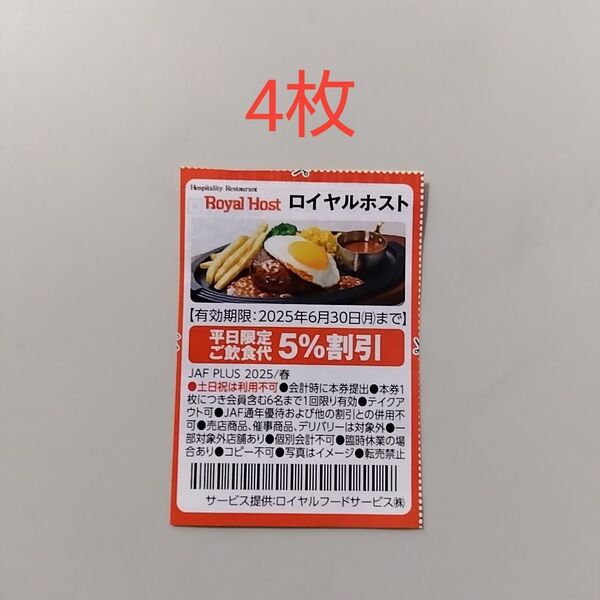 4枚
Hospitality Restaurant
Royal Host ロイヤルホスト
【有効期限:2025年6月30日㈪まで】
平日限定
ご飲食代 5%割引
JAF PLUS 2025/春
●土日祝は利用不可●会計時に本券提出●本券1
枚につき会員含む6名まで1回限り有効●テイクア
ウト可●JAF通年優待および他の割引との併用不
可●売店商品、催事商品、デリバリーは対象外●一
部対象外店舗あり●個別会計不可●臨時休業の場
合あり●コピー不可●写真はイメージ●転売禁止
サービス提供:ロイヤルフードサービス㈱